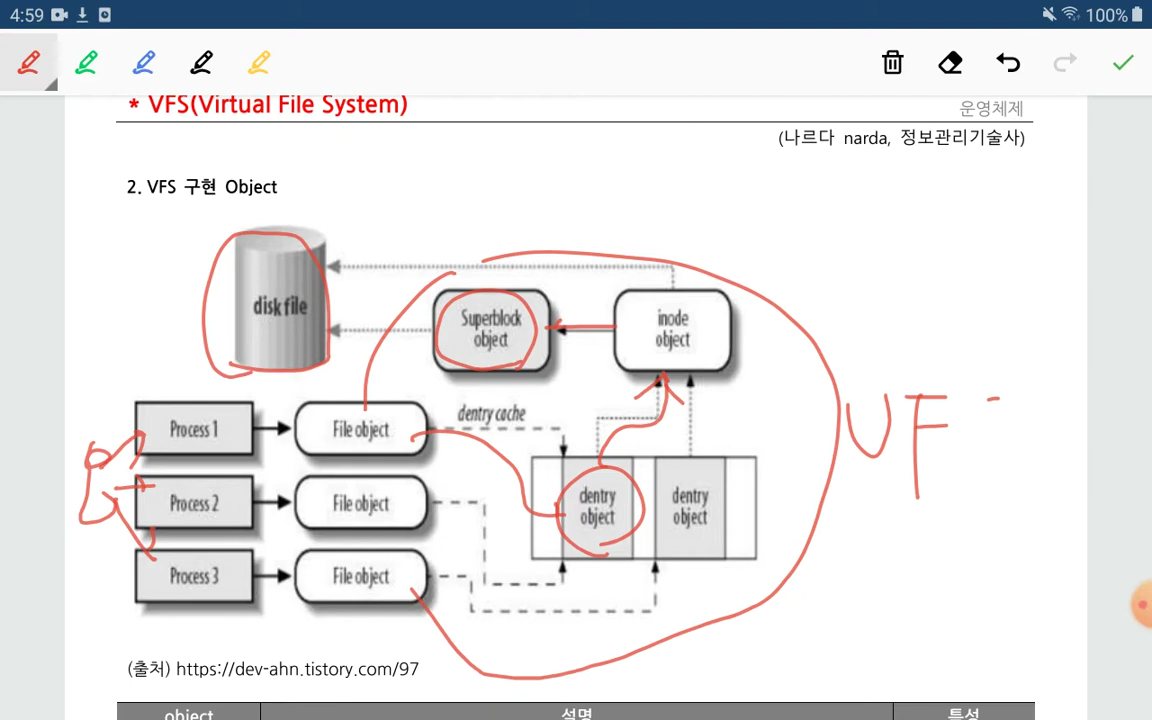 4:59 100%
* VFS(Virtual File System)
운영체제
(나르다 narda, 정보관리기술사)
2. VFS 구현 Object
disk file
Superblock
object
inode
object
dentry cache
Process 1
File object
Process 2
File object
dentry
object
dentry
object
Process 3
File object
VF
(출처) https://dev-ahn.tistory.com/97
object 설명 특성